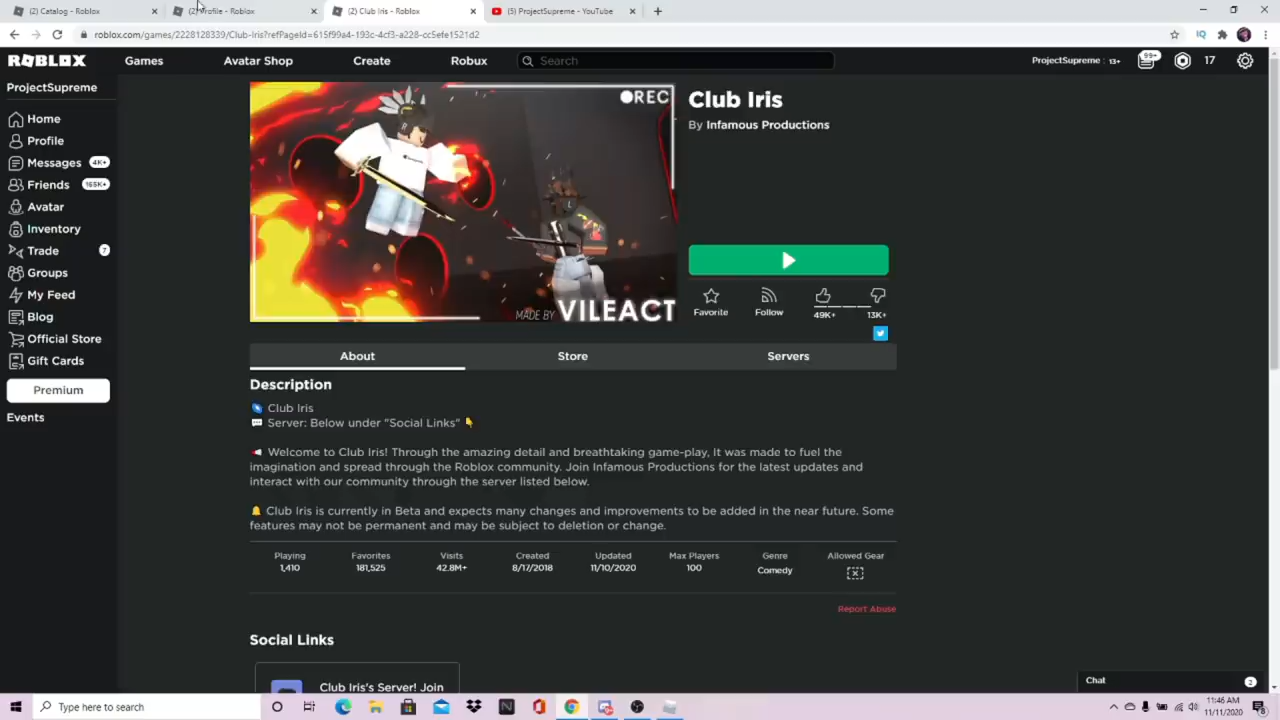 (2) Catalog - Roblox
(2) Profile - Roblox
(2) Club Iris - Roblox
(5) ProjectSupreme - YouTube
roblox.com/games/2228128339/Club-Iris?refPageId=615f99a4-193c-4cf3-a228-cc5efe1521d2
ROBLOX
Games
Avatar Shop
Create
Robux
Search
ProjectSupreme : 13+
99+
17
ProjectSupreme
Home
Profile
Messages 4K+
Friends 165K+
Avatar
Inventory
Trade 7
Groups
My Feed
Blog
Official Store
Gift Cards
Premium
Events
REC
MADE BY VILEACT
Club Iris
By Infamous Productions
Favorite
Follow
49K+
13K+
About
Store
Servers
Description
Club Iris
Server: Below under "Social Links"
Welcome to Club Iris! Through the amazing detail and breathtaking game-play, It was made to fuel the
imagination and spread through the Roblox community. Join Infamous Productions for the latest updates and
interact with our community through the server listed below.
Club Iris is currently in Beta and expects many changes and improvements to be added in the near future. Some
features may not be permanent and may be subject to deletion or change.
Playing Favorites Visits Created Updated Max Players Genre Allowed Gear
1,410 181,525 42.8M+ 8/17/2018 11/10/2020 100 Comedy
Report Abuse
Social Links
Club Iris's Server! Join
Chat
2
Type here to search
11:46 AM
11/11/2020